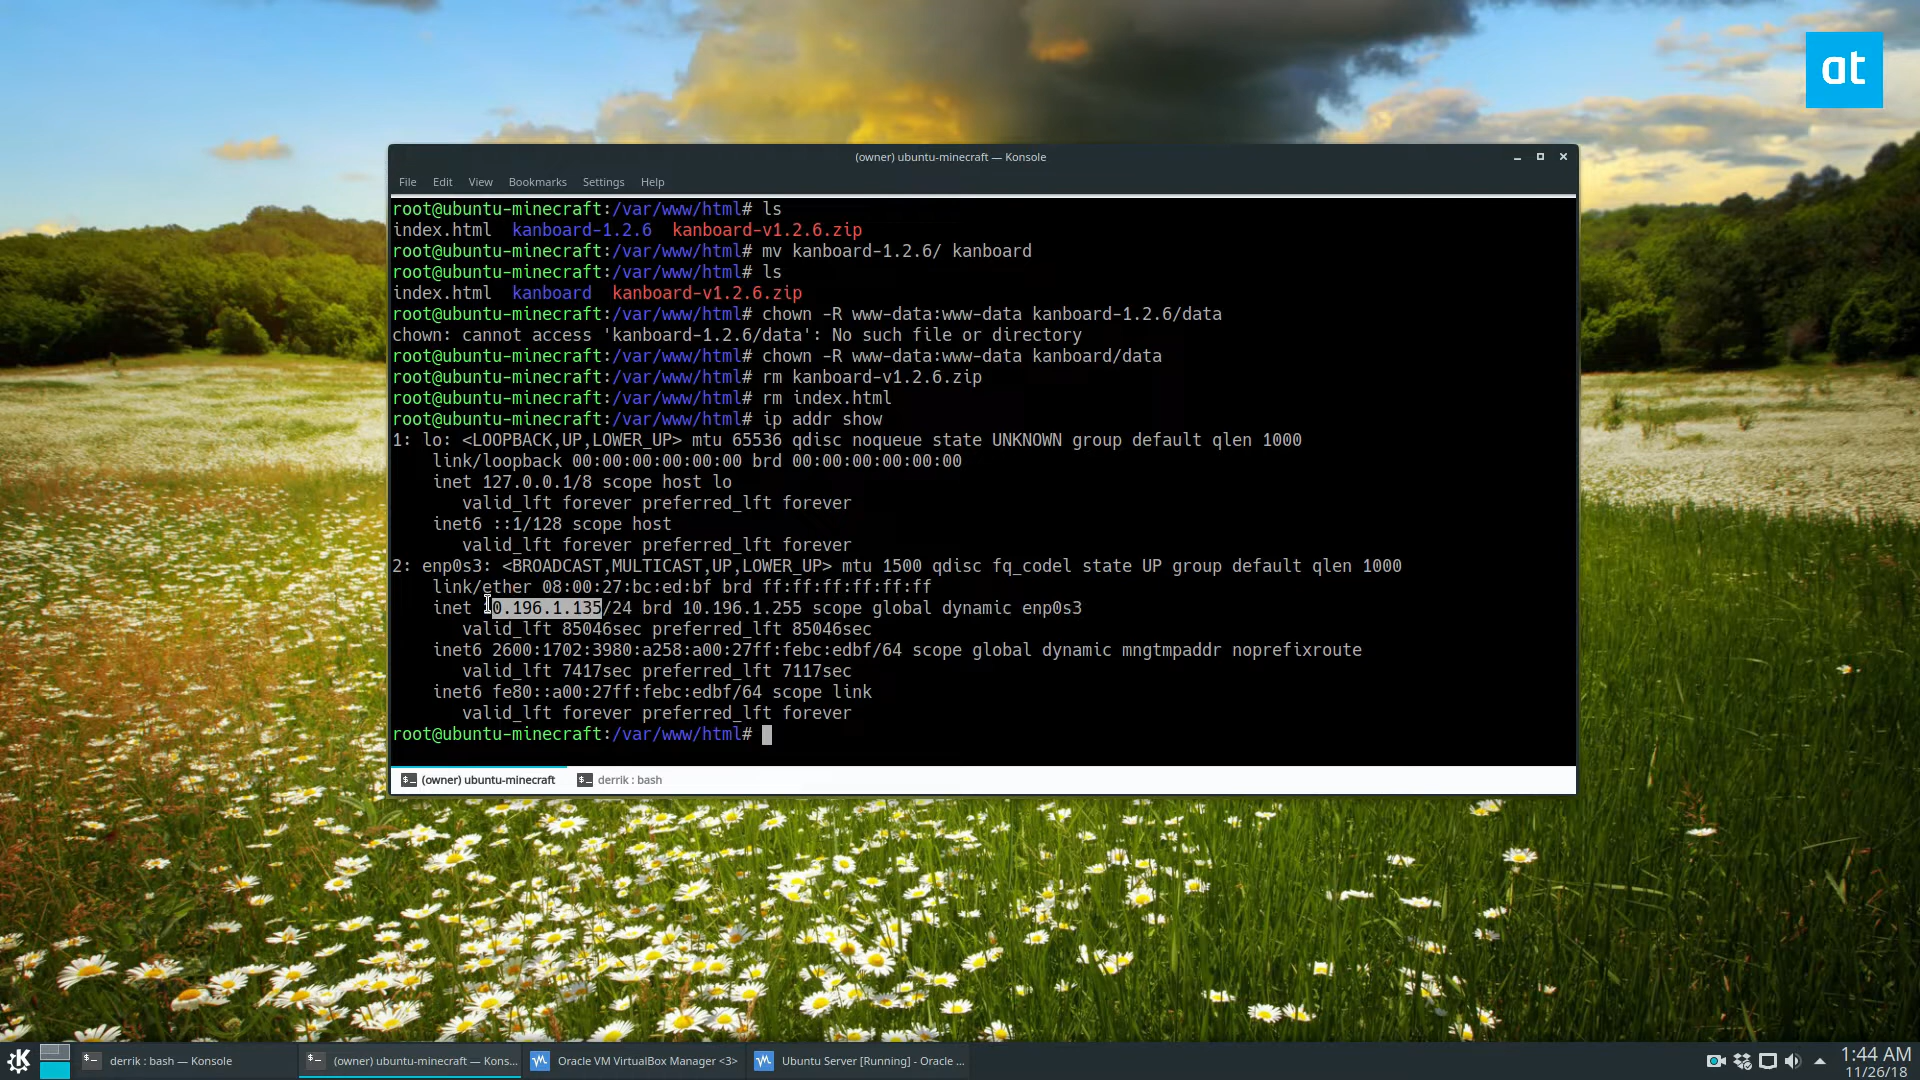 at
(owner) ubuntu-minecraft — Konsole
File Edit View Bookmarks Settings Help
root@ubuntu-minecraft:/var/www/html# ls
index.html kanboard-1.2.6 kanboard-v1.2.6.zip
root@ubuntu-minecraft:/var/www/html# mv kanboard-1.2.6/ kanboard
root@ubuntu-minecraft:/var/www/html# ls
index.html kanboard kanboard-v1.2.6.zip
root@ubuntu-minecraft:/var/www/html# chown -R www-data:www-data kanboard-1.2.6/data
chown: cannot access 'kanboard-1.2.6/data': No such file or directory
root@ubuntu-minecraft:/var/www/html# chown -R www-data:www-data kanboard/data
root@ubuntu-minecraft:/var/www/html# rm kanboard-v1.2.6.zip
root@ubuntu-minecraft:/var/www/html# rm index.html
root@ubuntu-minecraft:/var/www/html# ip addr show
1: lo: <LOOPBACK,UP,LOWER_UP> mtu 65536 qdisc noqueue state UNKNOWN group default qlen 1000
link/loopback 00:00:00:00:00:00 brd 00:00:00:00:00:00
inet 127.0.0.1/8 scope host lo
valid_lft forever preferred_lft forever
inet6 ::1/128 scope host
valid_lft forever preferred_lft forever
2: enp0s3: <BROADCAST,MULTICAST,UP,LOWER_UP> mtu 1500 qdisc fq_codel state UP group default qlen 1000
link/ether 08:00:27:bc:ed:bf brd ff:ff:ff:ff:ff:ff
inet 10.196.1.135/24 brd 10.196.1.255 scope global dynamic enp0s3
valid_lft 85046sec preferred_lft 85046sec
inet6 2600:1702:3980:a258:a00:27ff:febc:edbf/64 scope global dynamic mngtmpaddr noprefixroute
valid_lft 7417sec preferred_lft 7117sec
inet6 fe80::a00:27ff:febc:edbf/64 scope link
valid_lft forever preferred_lft forever
root@ubuntu-minecraft:/var/www/html#
(owner) ubuntu-minecraft derrik : bash
derrik : bash — Konsole (owner) ubuntu-minecraft — Kons... Oracle VM VirtualBox Manager <3> Ubuntu Server [Running] - Oracle ... 1:44 AM
11/26/18